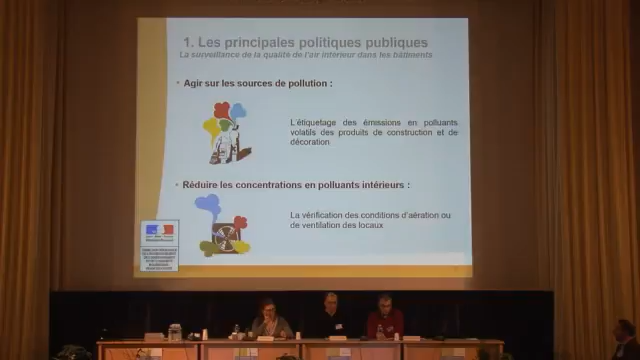 1. Les principales politiques publiques
La surveillance de la qualité de l'air intérieur dans les bâtiments
• Agir sur les sources de pollution :
L'étiquetage des émissions en polluants
volatils des produits de construction et de
décoration
• Réduire les concentrations en polluants intérieurs :
La vérification des conditions d'aération ou
de ventilation des locaux